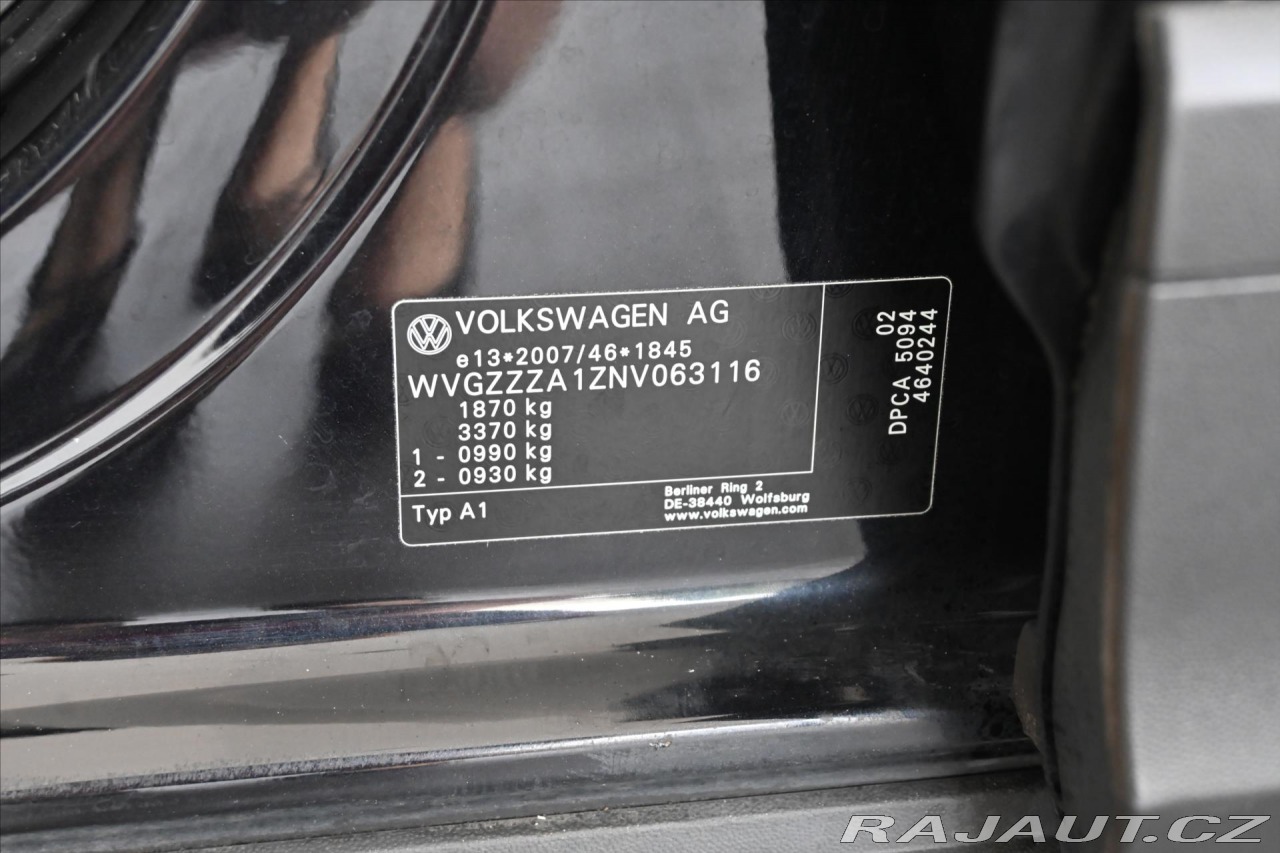 VOLKSWAGEN AG
e13*2007/46*1845
WVGZZZA1ZNV063116
1870 kg
3370 kg
1 - 0990 kg
2 - 0930 kg
Typ A1
Berliner Ring 2
DE-38440 Wolfsburg
www.volkswagen.com
02
DPCA 5094
4640244
RAJAUT.CZ